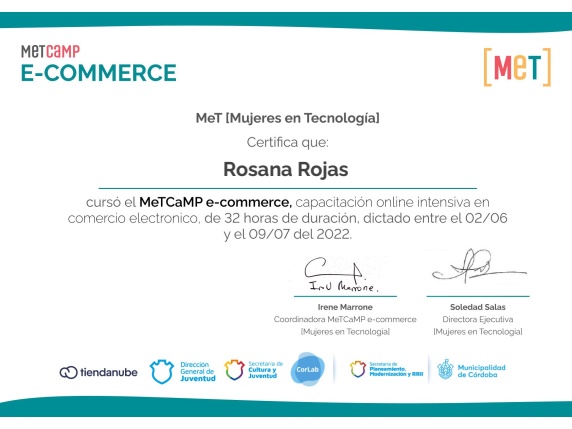 MeTCaMP
E-COMMERCE
[MeT]
MeT [Mujeres en Tecnología]
Certifica que:
Rosana Rojas
cursó el MeTCaMP e-commerce, capacitación online intensiva en
comercio electronico, de 32 horas de duración, dictado entre el 02/06
y el 09/07 del 2022.
Irene Marrone.
Irene Marrone
Coordinadora MeTCaMP e-commerce
[Mujeres en Tecnología]
Soledad Salas
Directora Ejecutiva
[Mujeres en Tecnología]
tiendanube
Dirección
General de
Juventud
Secretaría de
Cultura y
Juventud
CorLab
Secretaría de
Planeamiento,
Modernización y RRII
Municipalidad
de Córdoba